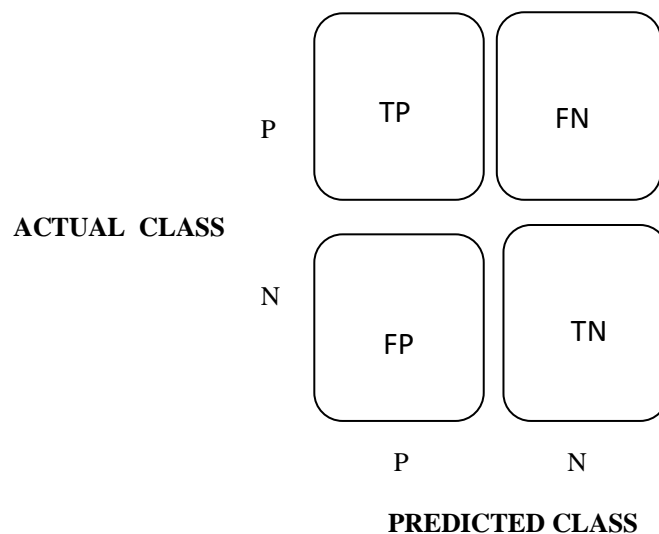 TP FN
P
ACTUAL CLASS
N
FP TN
P N
PREDICTED CLASS